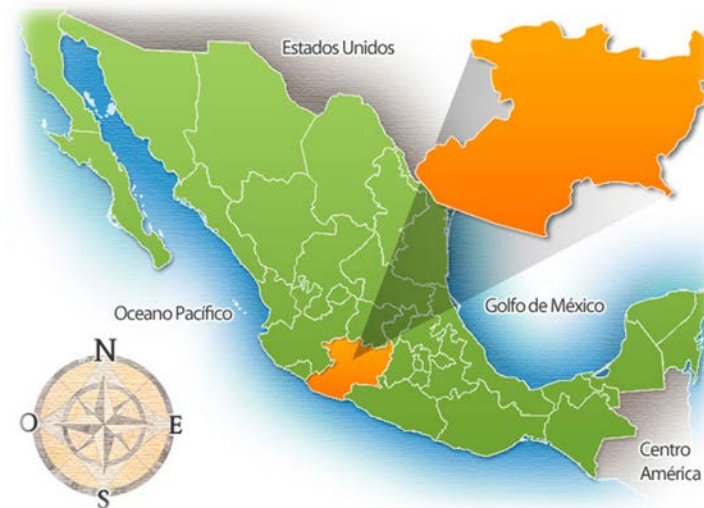 Estados Unidos
Oceano Pacífico
Golfo de México
N
O
E
S
Centro
América